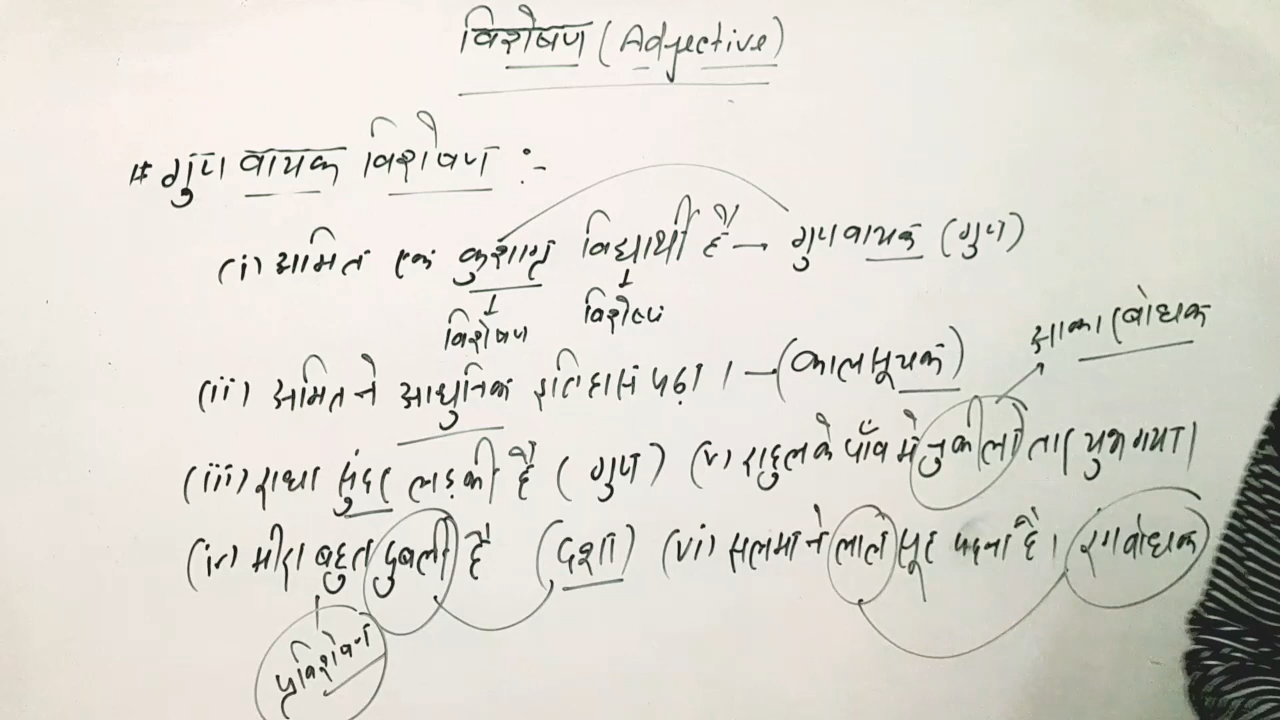 विशेषण (Adjective)
# गुण वाचक विशेषण :-
(i) अमित एक कुशाग्र विद्यार्थी है → गुणवाचक (गुण)
विशेषण विशेष्य
आकारबोधक
(ii) अमित ने आधुनिक इतिहास पढ़ा । → (कालसूचक)
(iii) राधा सुंदर लड़की है (गुण) (v) राहुल के पाँव में नुकीला तार चुभ गया।
(iv) मीरा बहुत दुबली है (दशा) (vi) सलमा ने लाल सूट पहना है। रंगबोधक
प्रविशेषण